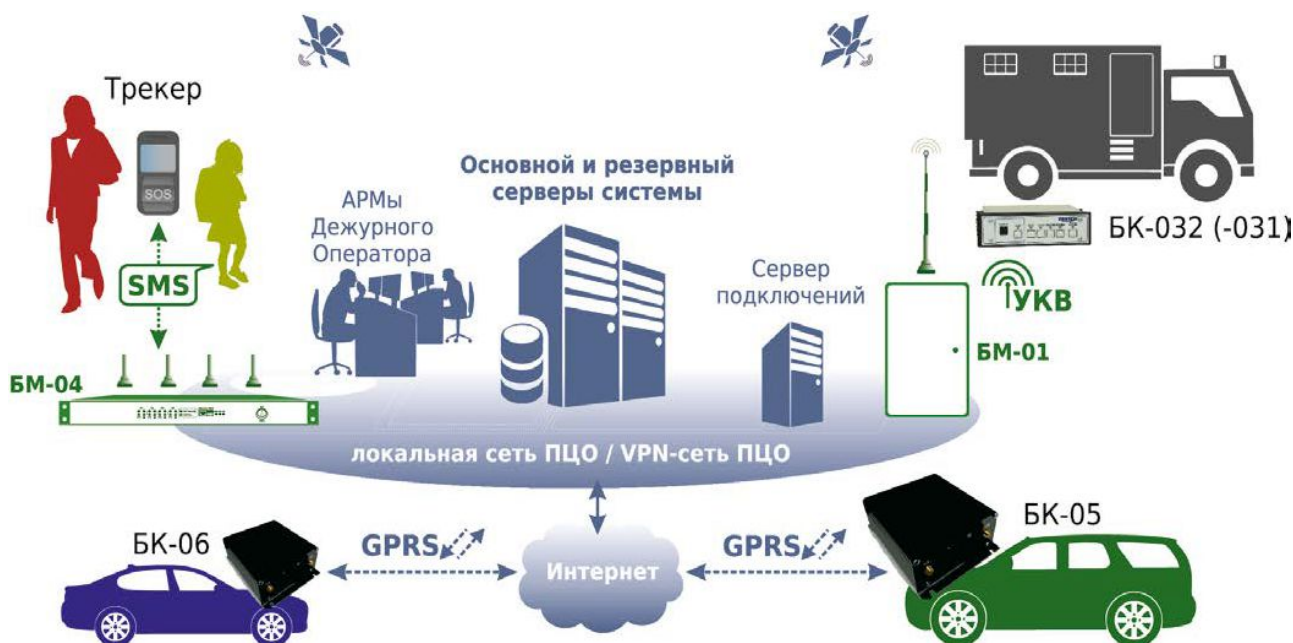 Трекер
SOS
SMS
БМ-04
АРМы
Дежурного
Оператора
Основной и резервный
серверы системы
Сервер
подключений
БК-032 (-031)
УКВ
БМ-01
локальная сеть ПЦО / VPN-сеть ПЦО
БК-06
GPRS
Интернет
GPRS
БК-05